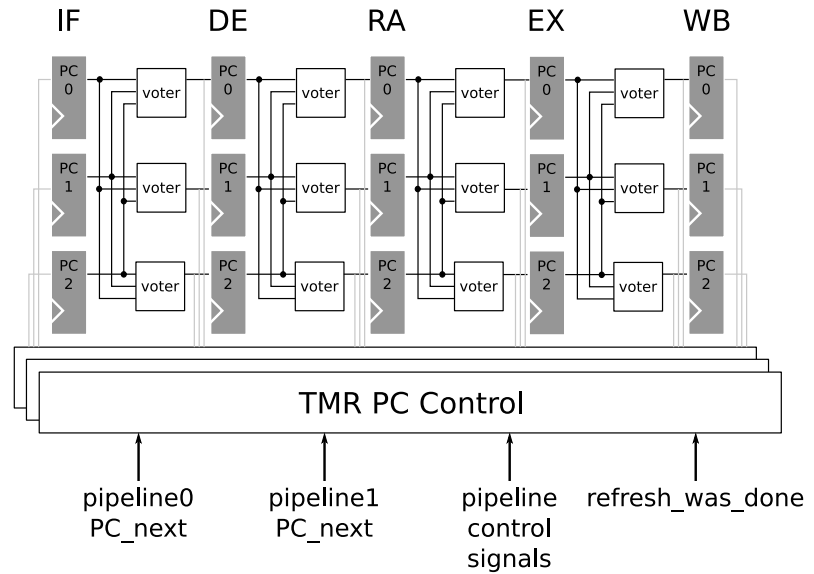 IF DE RA EX WB
PC PC PC PC PC
0 0 0 0 0
voter voter voter voter
PC PC PC PC PC
1 1 1 1 1
voter voter voter voter
PC PC PC PC PC
2 2 2 2 2
voter voter voter voter
TMR PC Control
pipeline0 pipeline1 pipeline refresh_was_done
PC_next PC_next control
signals